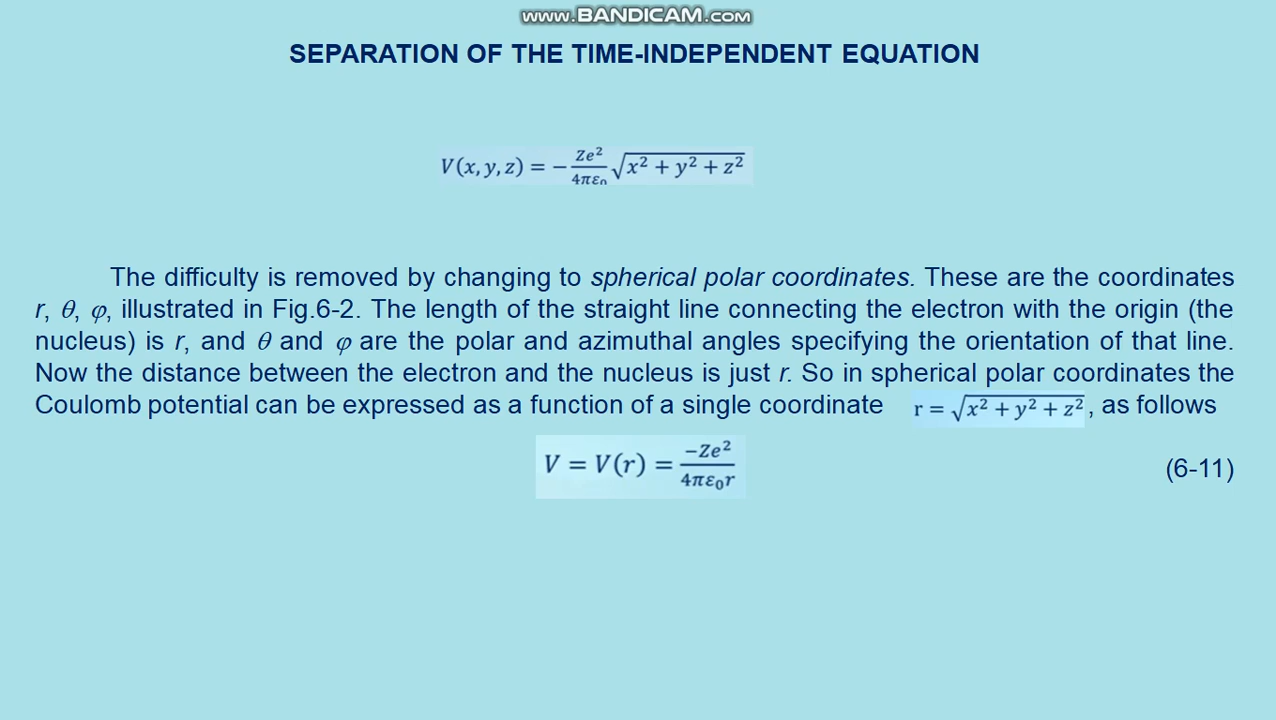 www.BANDICAM.com
SEPARATION OF THE TIME-INDEPENDENT EQUATION
V(x, y, z) = −Ze²/4πε₀ √x² + y² + z²
The difficulty is removed by changing to spherical polar coordinates. These are the coordinates
r, θ, φ, illustrated in Fig.6-2. The length of the straight line connecting the electron with the origin (the
nucleus) is r, and θ and φ are the polar and azimuthal angles specifying the orientation of that line.
Now the distance between the electron and the nucleus is just r. So in spherical polar coordinates the
Coulomb potential can be expressed as a function of a single coordinate r = √x² + y² + z², as follows
V = V(r) = −Ze²/4πε₀r (6-11)